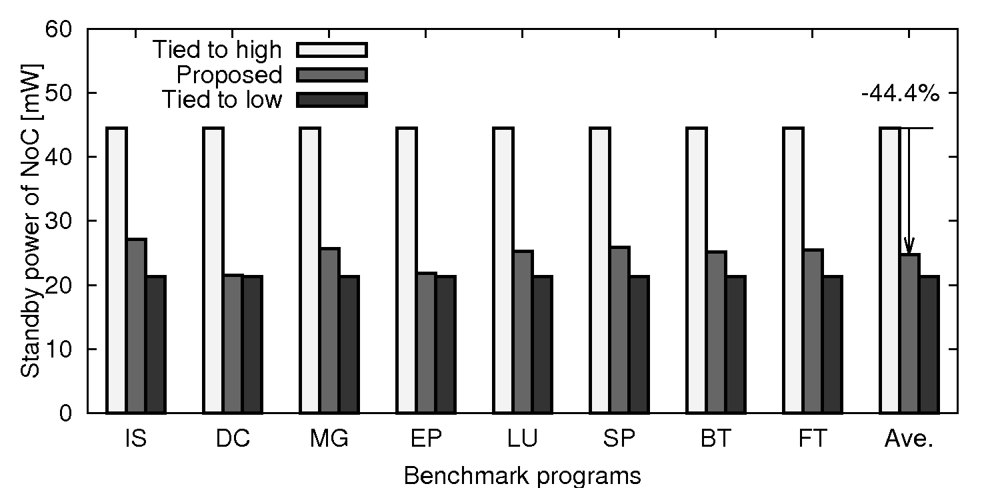 Standby power of NoC [mW]
60
50
40
30
20
10
0
Tied to high
Proposed
Tied to low
-44.4%
IS DC MG EP LU SP BT FT Ave.
Benchmark programs